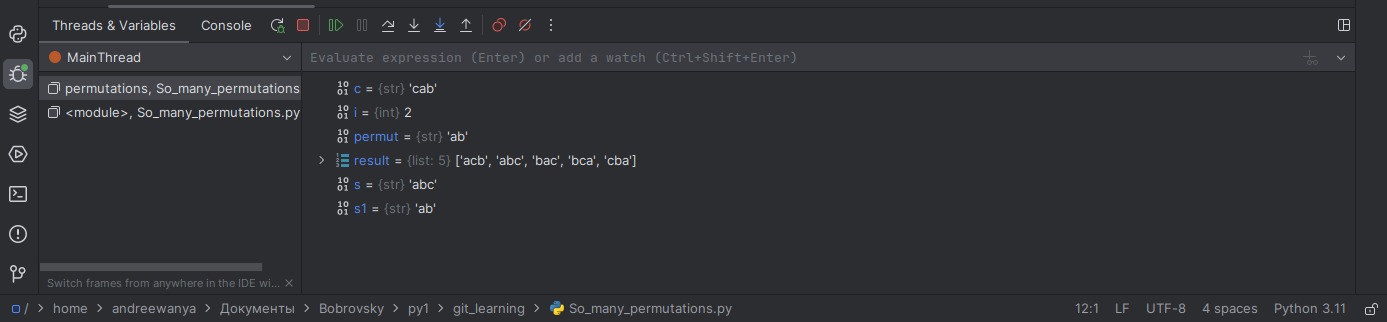 Threads & Variables Console
MainThread
Evaluate expression (Enter) or add a watch (Ctrl+Shift+Enter)
permutations, So_many_permutations
<module>, So_many_permutations.py
c = {str} 'cab'
i = {int} 2
permut = {str} 'ab'
result = {list: 5} ['acb', 'abc', 'bac', 'bca', 'cba']
s = {str} 'abc'
s1 = {str} 'ab'
Switch frames from anywhere in the IDE wi...
/ > home > andreewanya > Документы > Bobrovsky > py1 > git_learning > So_many_permutations.py 12:1 LF UTF-8 4 spaces Python 3.11